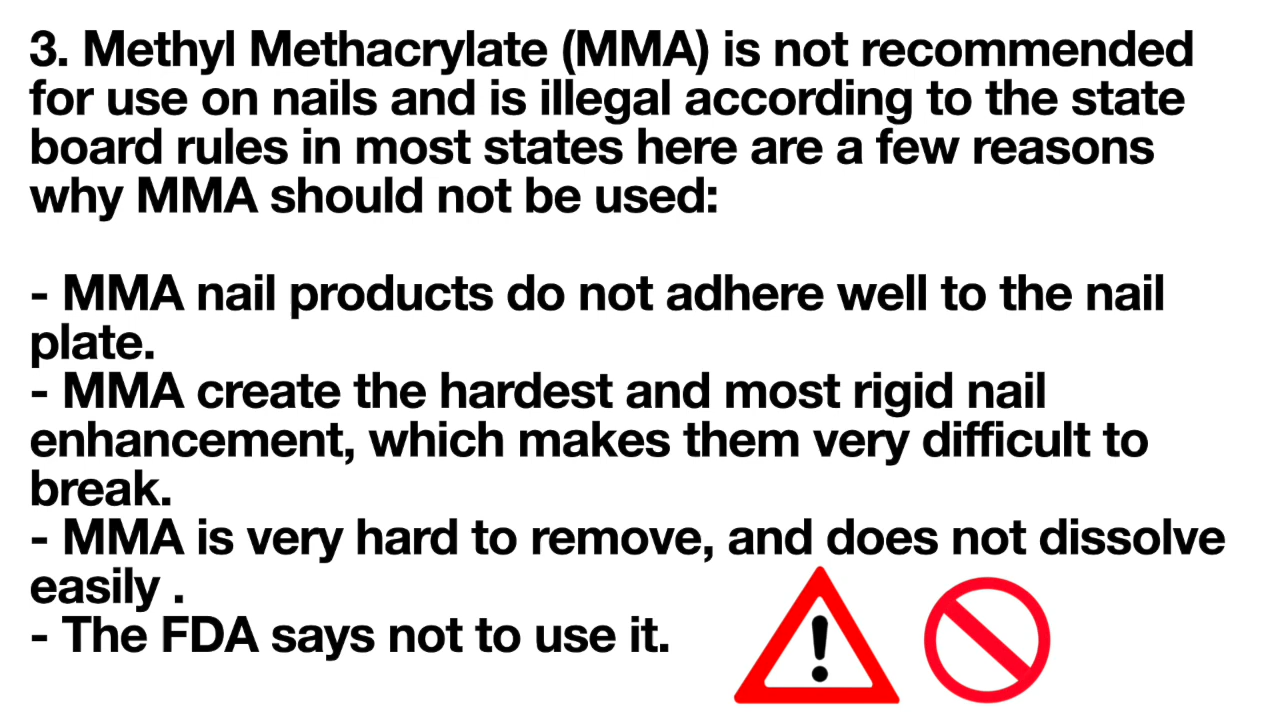 3. Methyl Methacrylate (MMA) is not recommended
for use on nails and is illegal according to the state
board rules in most states here are a few reasons
why MMA should not be used:
- MMA nail products do not adhere well to the nail
plate.
- MMA create the hardest and most rigid nail
enhancement, which makes them very difficult to
break.
- MMA is very hard to remove, and does not dissolve
easily .
- The FDA says not to use it.